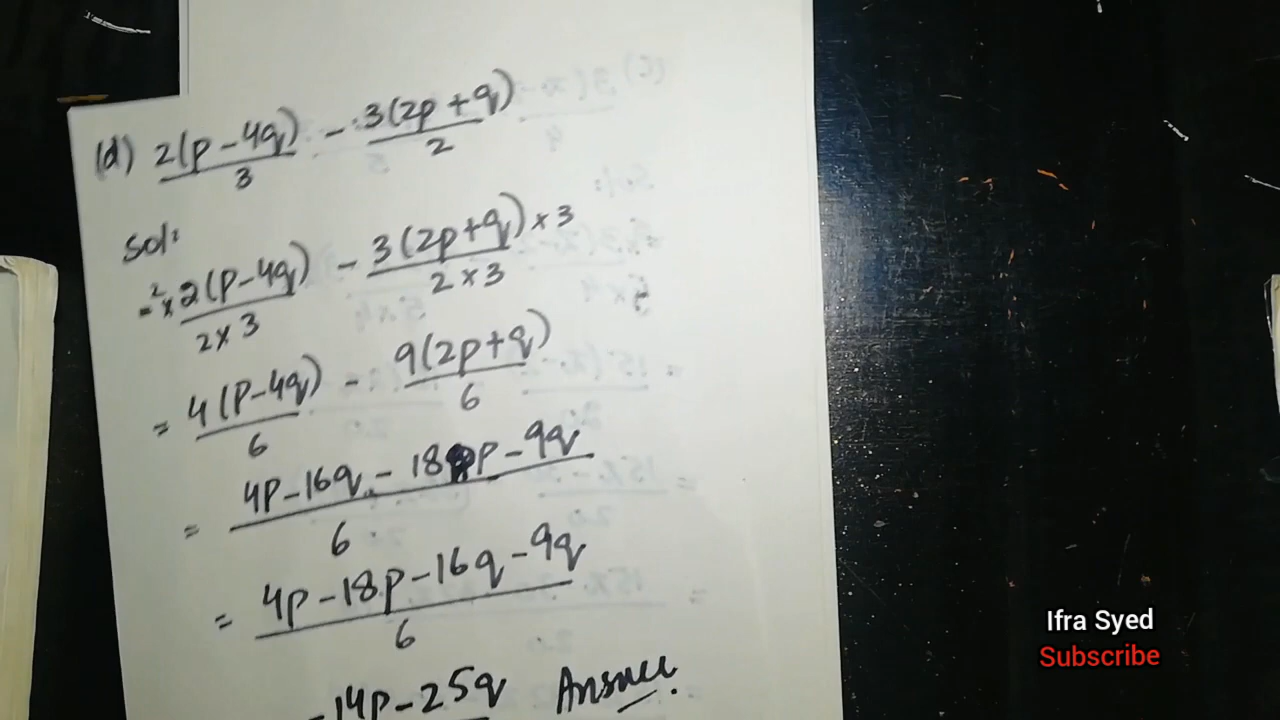 (d) 2(p-4q)/3 - 3(2p+q)/2
Sol:
= 2×2(p-4q)/2×3 - 3(2p+q)×3/2×3
= 4(p-4q)/6 - 9(2p+q)/6
= 4p-16q-18p-9q/6
= 4p-18p-16q-9q/6
-14p-25q Answer.
Ifra Syed
Subscribe